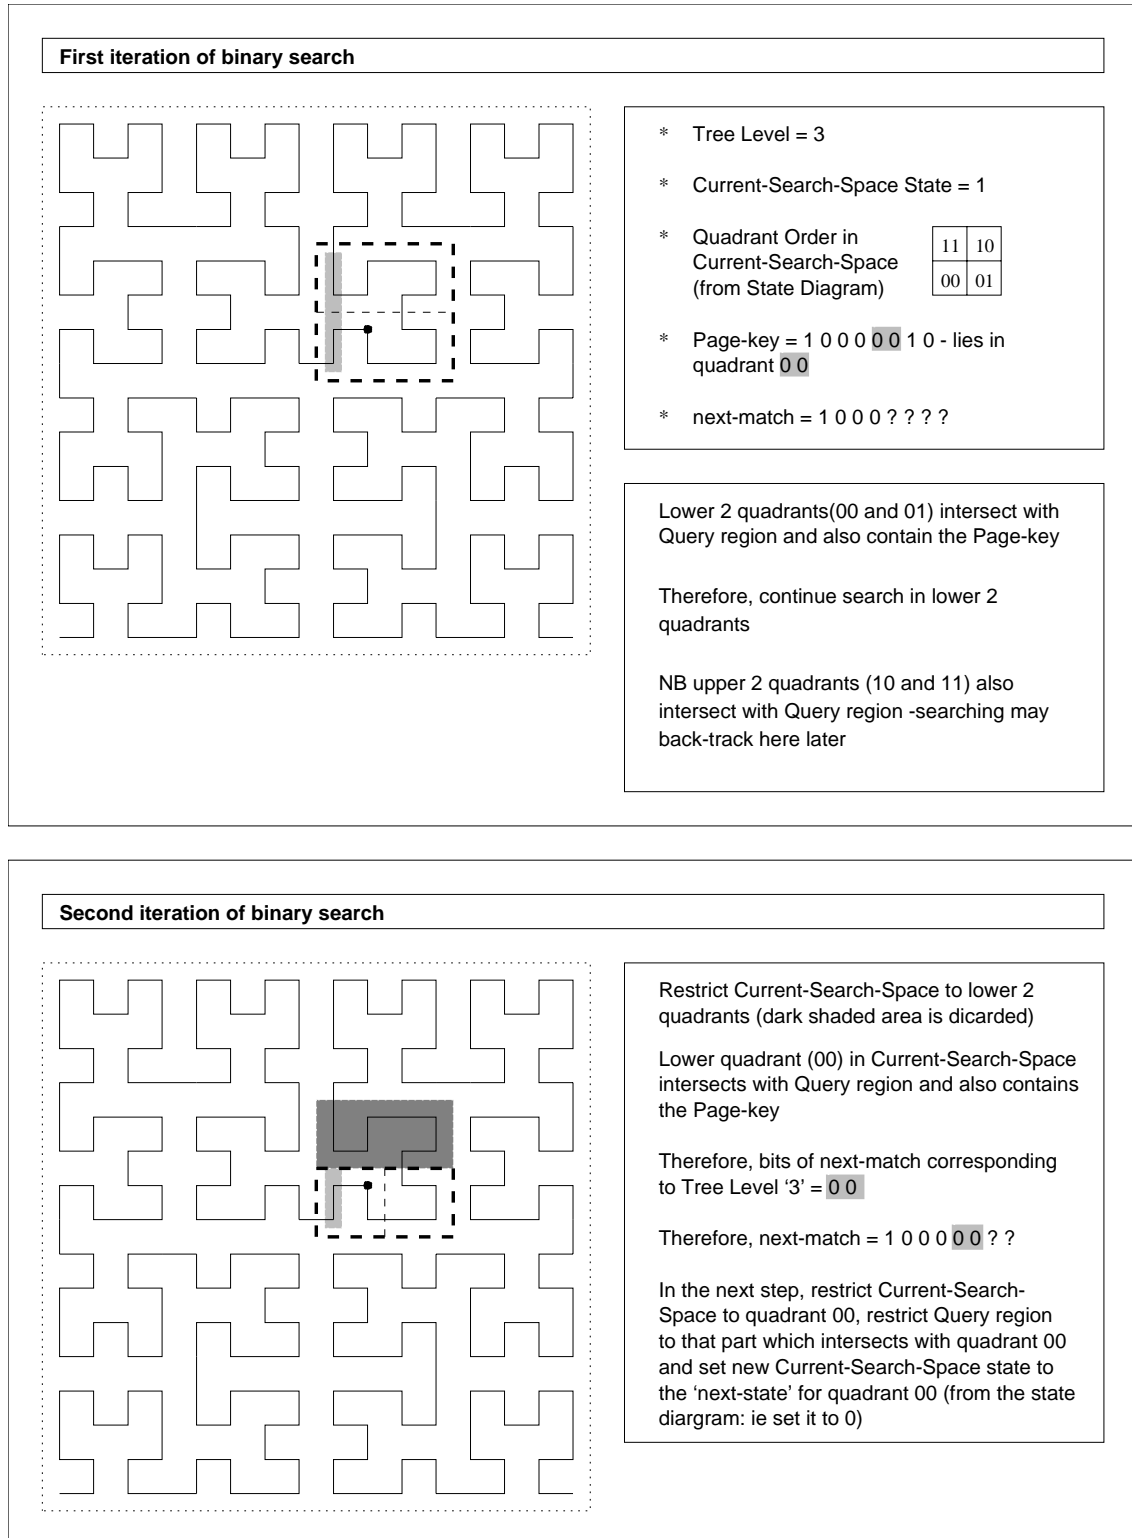 First iteration of binary search
* Tree Level = 3
* Current-Search-Space State = 1
* Quadrant Order in
Current-Search-Space
(from State Diagram)
11 10
00 01
* Page-key = 1 0 0 0 0 0 1 0 - lies in
quadrant 0 0
* next-match = 1 0 0 0 ? ? ? ?
Lower 2 quadrants(00 and 01) intersect with
Query region and also contain the Page-key
Therefore, continue search in lower 2
quadrants
NB upper 2 quadrants (10 and 11) also
intersect with Query region -searching may
back-track here later
Second iteration of binary search
Restrict Current-Search-Space to lower 2
quadrants (dark shaded area is dicarded)
Lower quadrant (00) in Current-Search-Space
intersects with Query region and also contains
the Page-key
Therefore, bits of next-match corresponding
to Tree Level ‘3’ = 0 0
Therefore, next-match = 1 0 0 0 0 0 ? ?
In the next step, restrict Current-Search-
Space to quadrant 00, restrict Query region
to that part which intersects with quadrant 00
and set new Current-Search-Space state to
the ‘next-state’ for quadrant 00 (from the state
diargram: ie set it to 0)